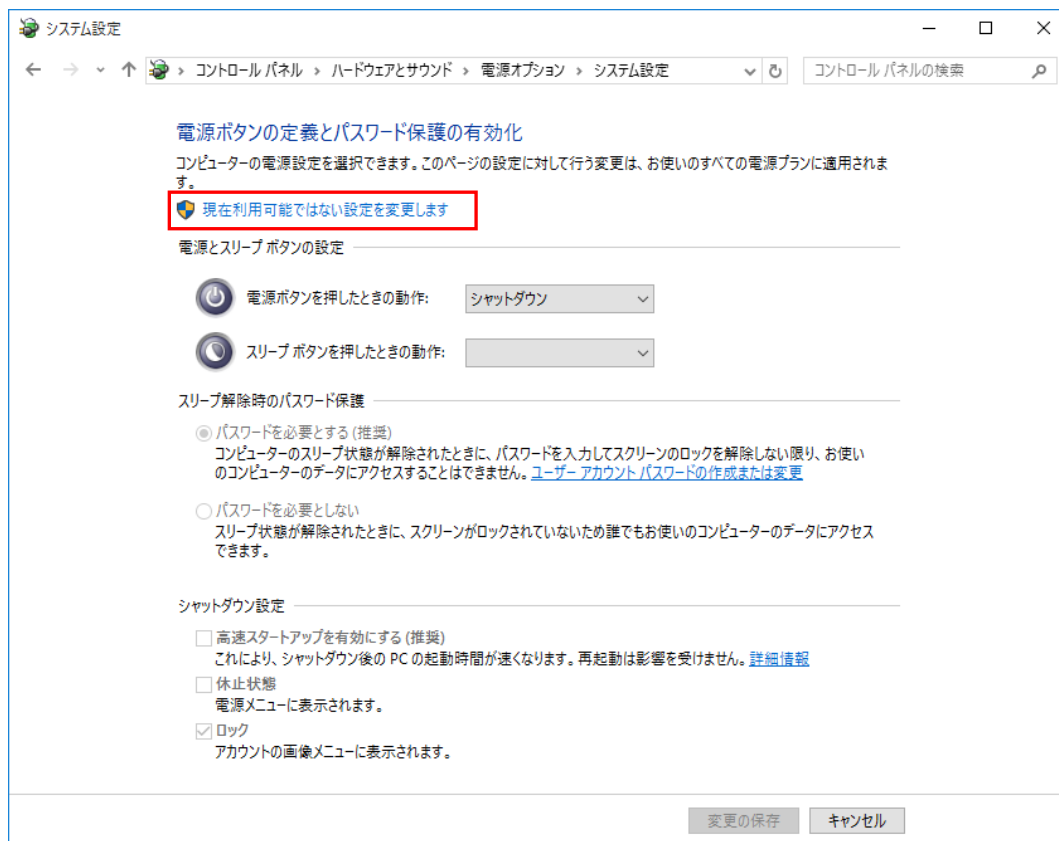 システム設定
コントロール パネル › ハードウェアとサウンド › 電源オプション › システム設定
コントロール パネルの検索
電源ボタンの定義とパスワード保護の有効化
コンピューターの電源設定を選択できます。このページの設定に対して行う変更は、お使いのすべての電源プランに適用されま
す。
現在利用可能ではない設定を変更します
電源とスリープ ボタンの設定
電源ボタンを押したときの動作: シャットダウン
スリープ ボタンを押したときの動作:
スリープ解除時のパスワード保護
パスワードを必要とする (推奨)
コンピューターのスリープ状態が解除されたときに、パスワードを入力してスクリーンのロックを解除しない限り、お使い
のコンピューターのデータにアクセスすることはできません。ユーザー アカウント パスワードの作成または変更
パスワードを必要としない
スリープ状態が解除されたときに、スクリーンがロックされていないため誰でもお使いのコンピューターのデータにアクセス
できます。
シャットダウン設定
高速スタートアップを有効にする (推奨)
これにより、シャットダウン後の PC の起動時間が速くなります。再起動は影響を受けません。詳細情報
休止状態
電源メニューに表示されます。
ロック
アカウントの画像メニューに表示されます。
変更の保存
キャンセル